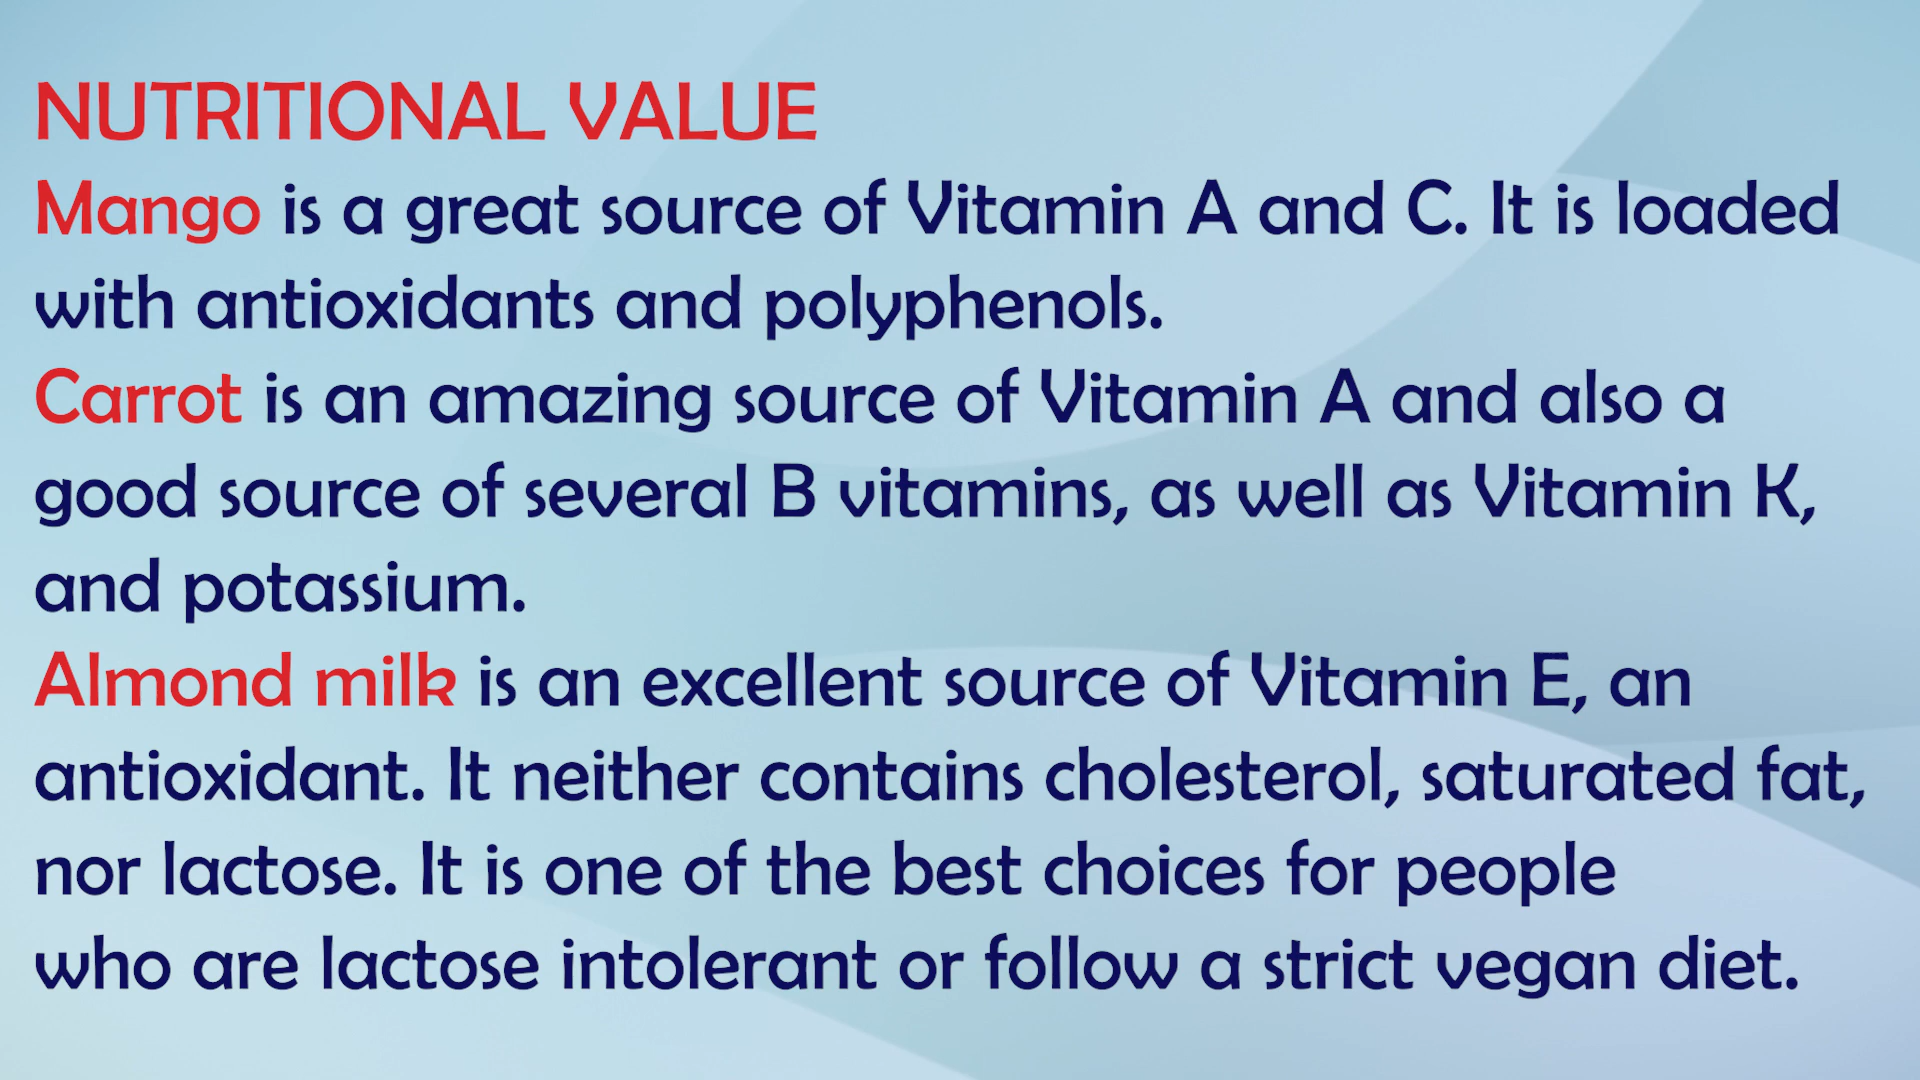 NUTRITIONAL VALUE
Mango is a great source of Vitamin A and C. It is loaded
with antioxidants and polyphenols.
Carrot is an amazing source of Vitamin A and also a
good source of several B vitamins, as well as Vitamin K,
and potassium.
Almond milk is an excellent source of Vitamin E, an
antioxidant. It neither contains cholesterol, saturated fat,
nor lactose. It is one of the best choices for people
who are lactose intolerant or follow a strict vegan diet.